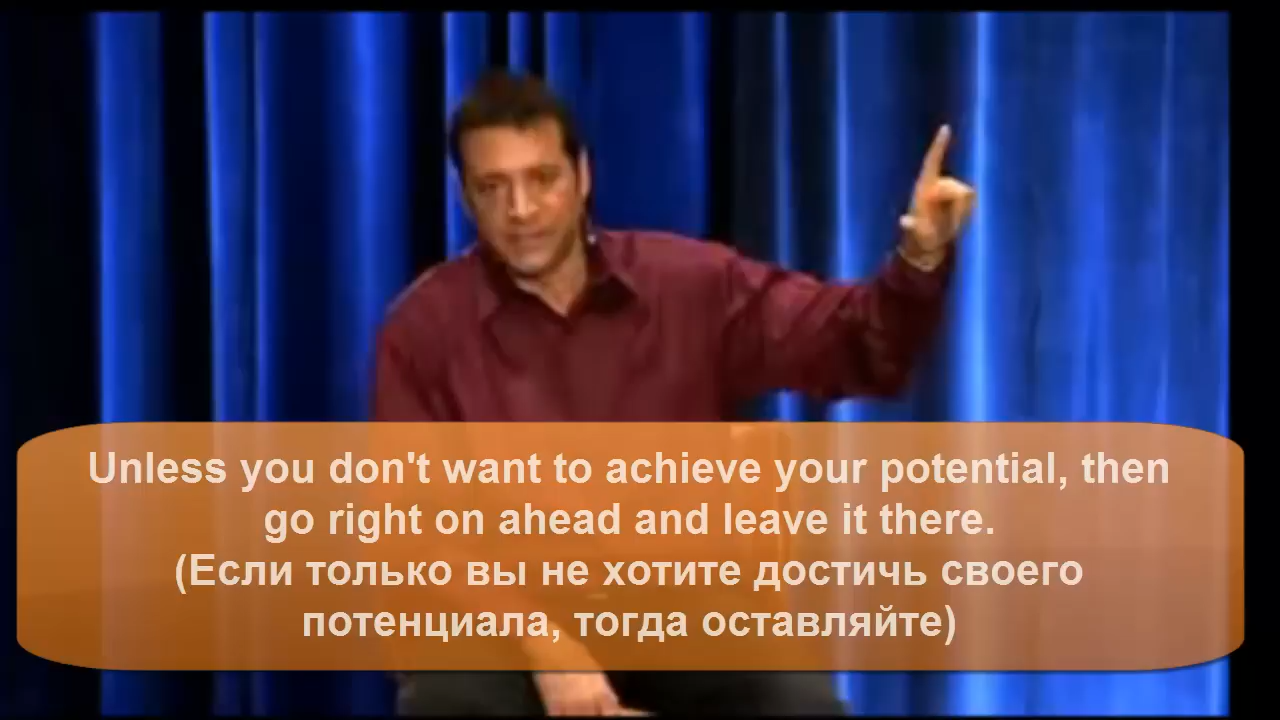 Unless you don't want to achieve your potential, then
go right on ahead and leave it there.
(Если только вы не хотите достичь своего
потенциала, тогда оставляйте)